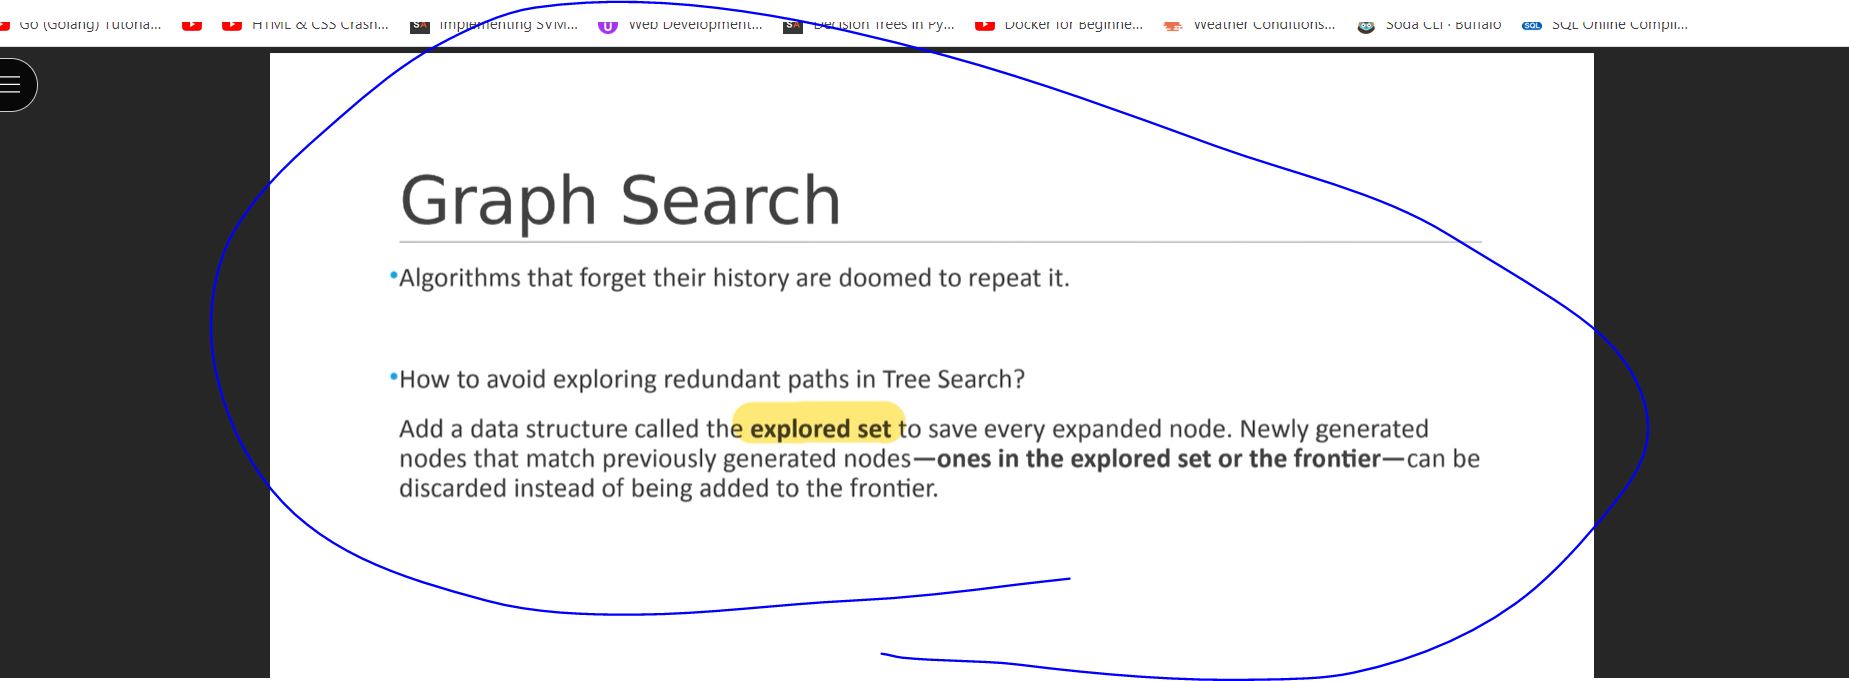 Go (Golang) Tutoria... HTML & CSS Crash... Implementing SVM... Web Development... Decision Trees in Py... Docker for Beginne... Weather Conditions... Soda CLI · Buffalo SQL SQL Online Compil...
Graph Search
•Algorithms that forget their history are doomed to repeat it.
•How to avoid exploring redundant paths in Tree Search?
Add a data structure called the explored set to save every expanded node. Newly generated
nodes that match previously generated nodes—ones in the explored set or the frontier—can be
discarded instead of being added to the frontier.